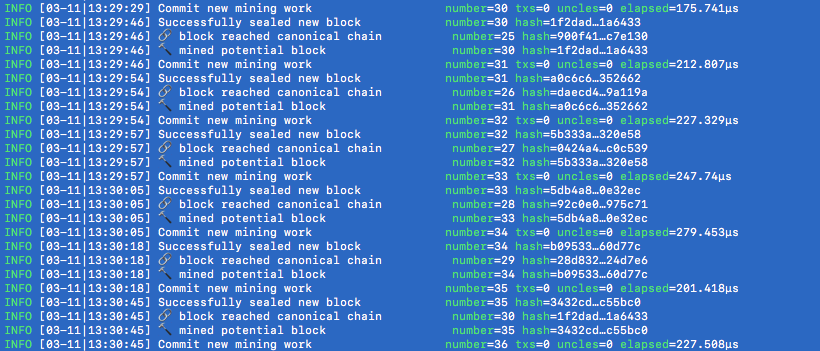 INFO [03-11|13:29:29] Commit new mining work number=30 txs=0 uncles=0 elapsed=175.741µs
INFO [03-11|13:29:46] Successfully sealed new block number=30 hash=1f2dad…1a6433
INFO [03-11|13:29:46] 🔗 block reached canonical chain number=25 hash=900f41…c7e130
INFO [03-11|13:29:46] 🔨 mined potential block number=30 hash=1f2dad…1a6433
INFO [03-11|13:29:46] Commit new mining work number=31 txs=0 uncles=0 elapsed=212.807µs
INFO [03-11|13:29:54] Successfully sealed new block number=31 hash=a0c6c6…352662
INFO [03-11|13:29:54] 🔗 block reached canonical chain number=26 hash=daecd4…9a119a
INFO [03-11|13:29:54] 🔨 mined potential block number=31 hash=a0c6c6…352662
INFO [03-11|13:29:54] Commit new mining work number=32 txs=0 uncles=0 elapsed=227.329µs
INFO [03-11|13:29:57] Successfully sealed new block number=32 hash=5b333a…320e58
INFO [03-11|13:29:57] 🔗 block reached canonical chain number=27 hash=0424a4…c0c539
INFO [03-11|13:29:57] 🔨 mined potential block number=32 hash=5b333a…320e58
INFO [03-11|13:29:57] Commit new mining work number=33 txs=0 uncles=0 elapsed=247.74µs
INFO [03-11|13:30:05] Successfully sealed new block number=33 hash=5db4a8…0e32ec
INFO [03-11|13:30:05] 🔗 block reached canonical chain number=28 hash=92c0e0…975c71
INFO [03-11|13:30:05] 🔨 mined potential block number=33 hash=5db4a8…0e32ec
INFO [03-11|13:30:05] Commit new mining work number=34 txs=0 uncles=0 elapsed=279.453µs
INFO [03-11|13:30:18] Successfully sealed new block number=34 hash=b09533…60d77c
INFO [03-11|13:30:18] 🔗 block reached canonical chain number=29 hash=28d832…24d7e6
INFO [03-11|13:30:18] 🔨 mined potential block number=34 hash=b09533…60d77c
INFO [03-11|13:30:18] Commit new mining work number=35 txs=0 uncles=0 elapsed=201.418µs
INFO [03-11|13:30:45] Successfully sealed new block number=35 hash=3432cd…c55bc0
INFO [03-11|13:30:45] 🔗 block reached canonical chain number=30 hash=1f2dad…1a6433
INFO [03-11|13:30:45] 🔨 mined potential block number=35 hash=3432cd…c55bc0
INFO [03-11|13:30:45] Commit new mining work number=36 txs=0 uncles=0 elapsed=227.508µs